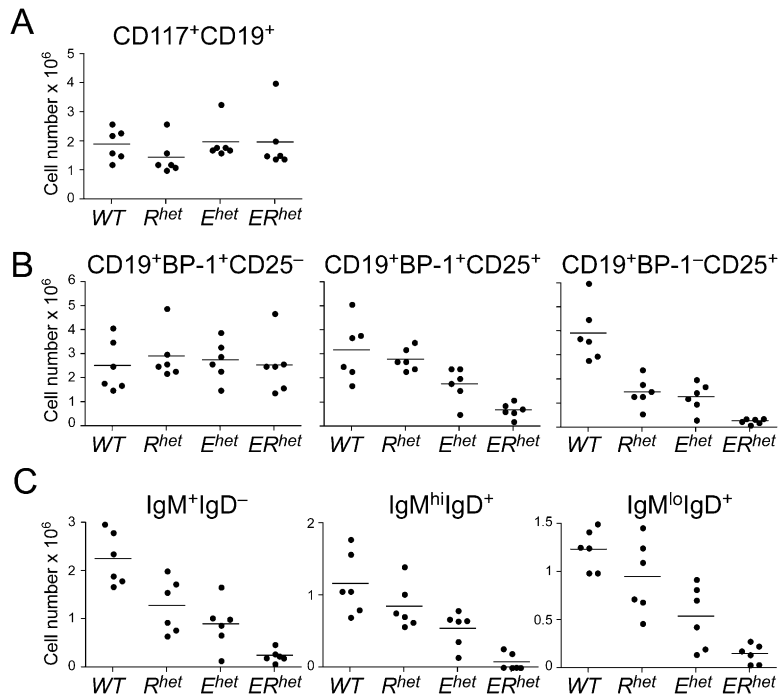 A
CD117⁺CD19⁺
Cell number x 10⁶
5
4
3
2
1
0
WT Rʰᵉᵗ Eʰᵉᵗ ERʰᵉᵗ
B
CD19⁺BP-1⁺CD25⁻ CD19⁺BP-1⁺CD25⁺ CD19⁺BP-1⁻CD25⁺
Cell number x 10⁶
6
5
4
3
2
1
0
WT Rʰᵉᵗ Eʰᵉᵗ ERʰᵉᵗ WT Rʰᵉᵗ Eʰᵉᵗ ERʰᵉᵗ WT Rʰᵉᵗ Eʰᵉᵗ ERʰᵉᵗ
C
IgM⁺IgD⁻ IgMʰⁱIgD⁺ IgMˡᵒIgD⁺
Cell number x 10⁶
3
2
1
0
2
1
0
1.5
1
0.5
0
WT Rʰᵉᵗ Eʰᵉᵗ ERʰᵉᵗ WT Rʰᵉᵗ Eʰᵉᵗ ERʰᵉᵗ WT Rʰᵉᵗ Eʰᵉᵗ ERʰᵉᵗ